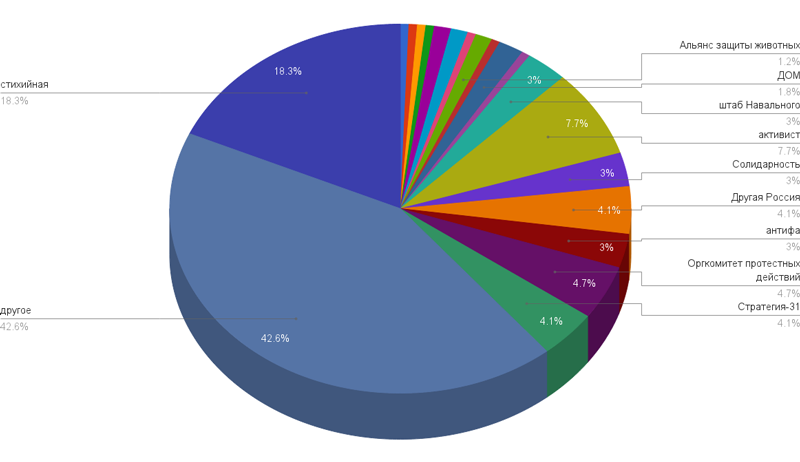 стихийная
18.3%
другое
42.6%
18.3%
3%
7.7%
3%
4.1%
3%
4.7%
4.1%
42.6%
Альянс защиты животных
1.2%
ДОМ
1.8%
штаб Навального
3%
активист
7.7%
Солидарность
3%
Другая Россия
4.1%
антифа
3%
Оргкомитет протестных
действий
4.7%
Стратегия-31
4.1%